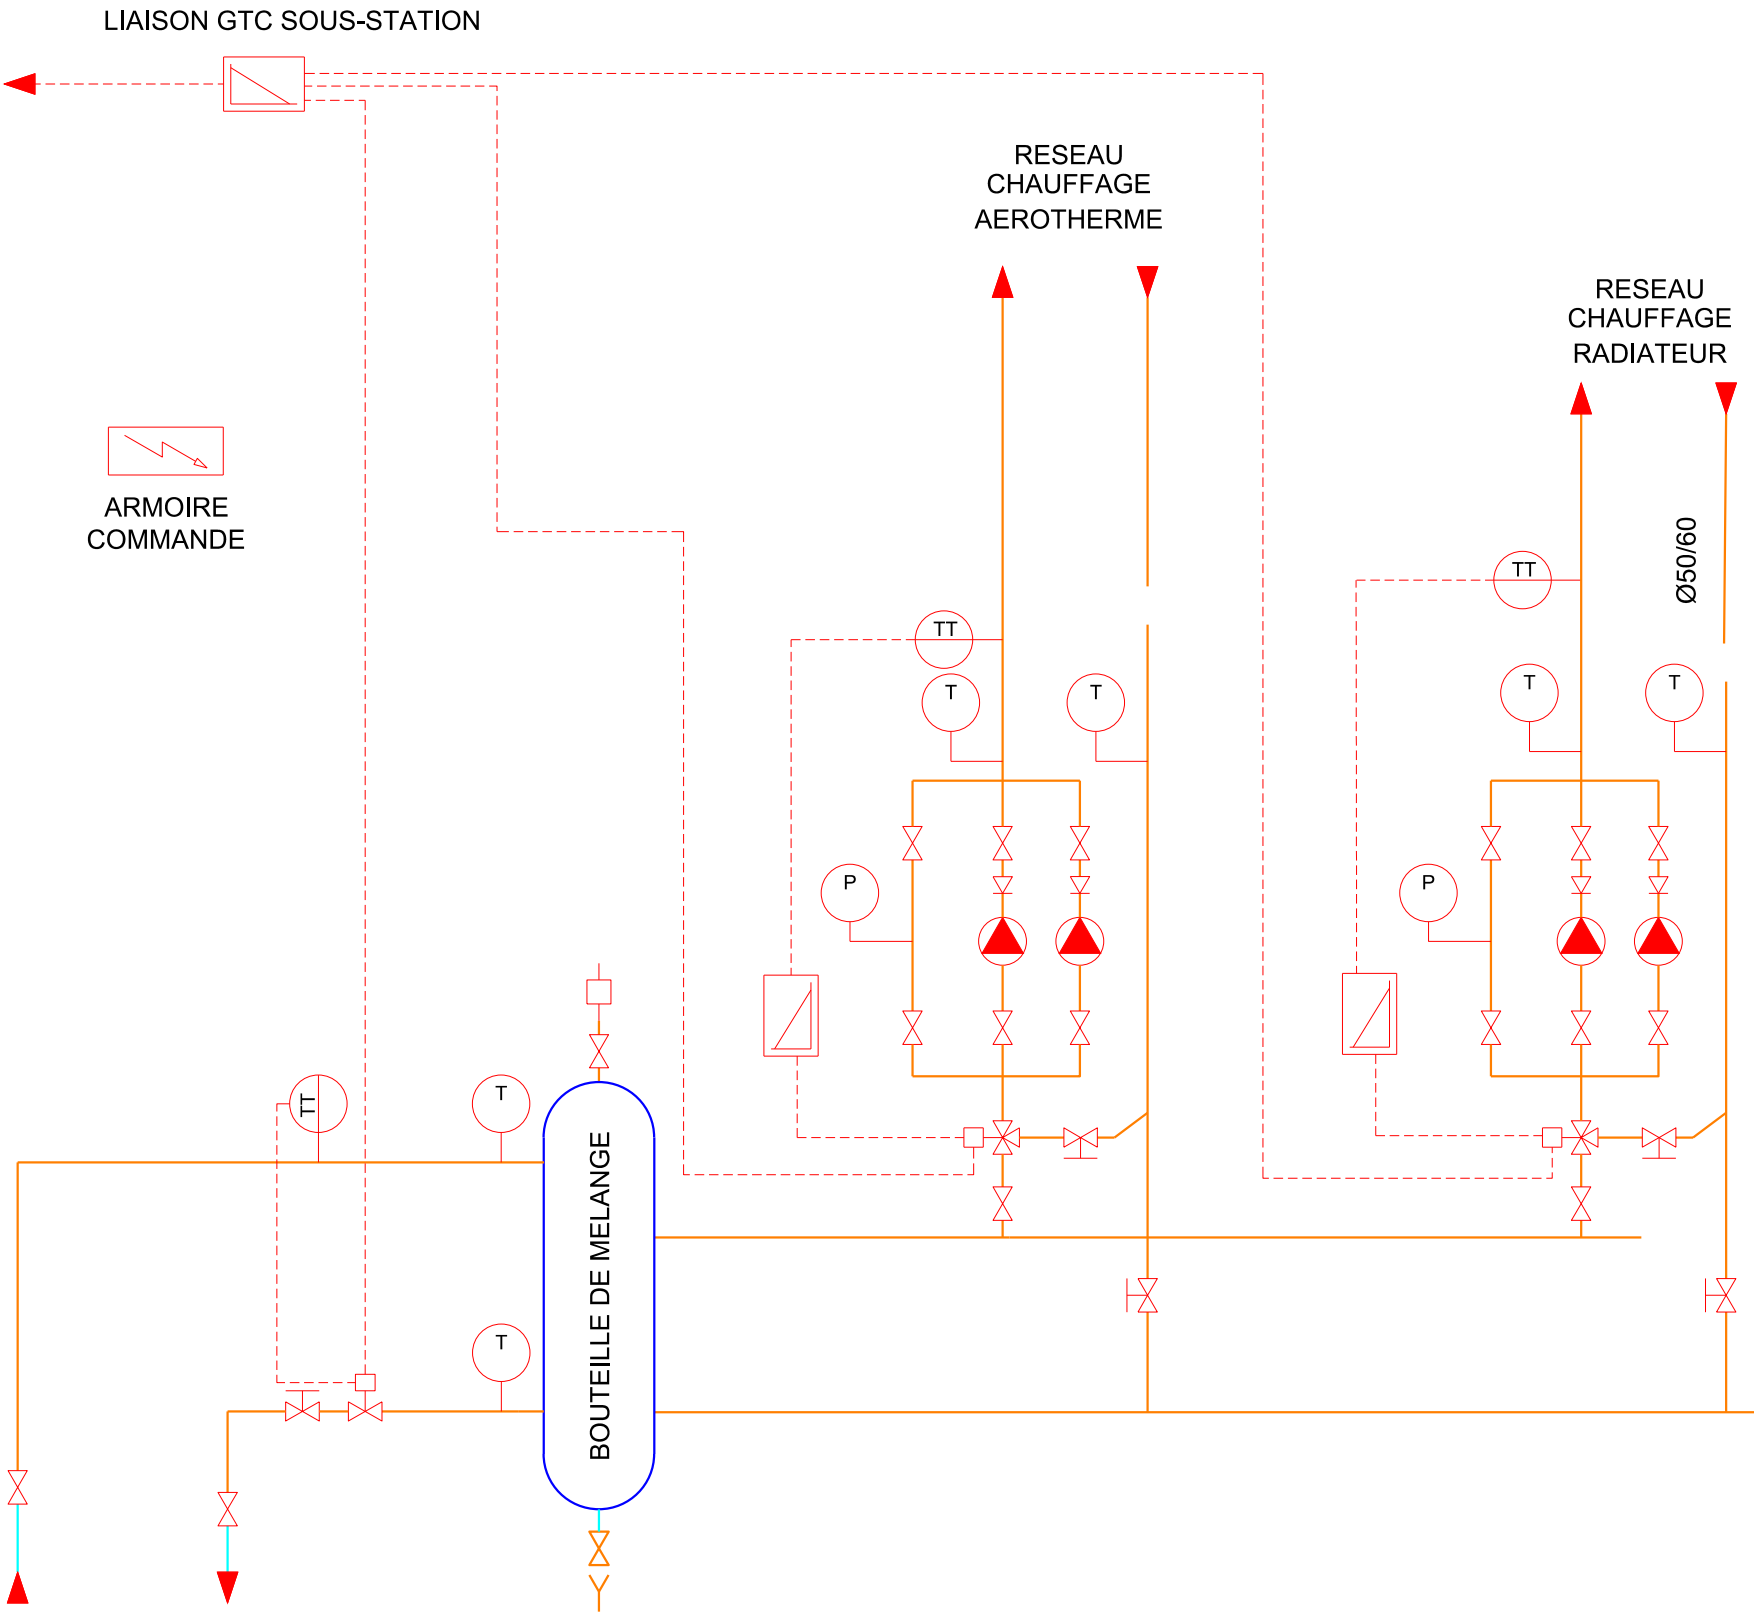 LIAISON GTC SOUS-STATION
RESEAU
CHAUFFAGE
AEROTHERME
RESEAU
CHAUFFAGE
RADIATEUR
ARMOIRE
COMMANDE
Ø50/60
TT
TT
T
T
T
T
P
P
TT
T
BOUTEILLE DE MELANGE
T